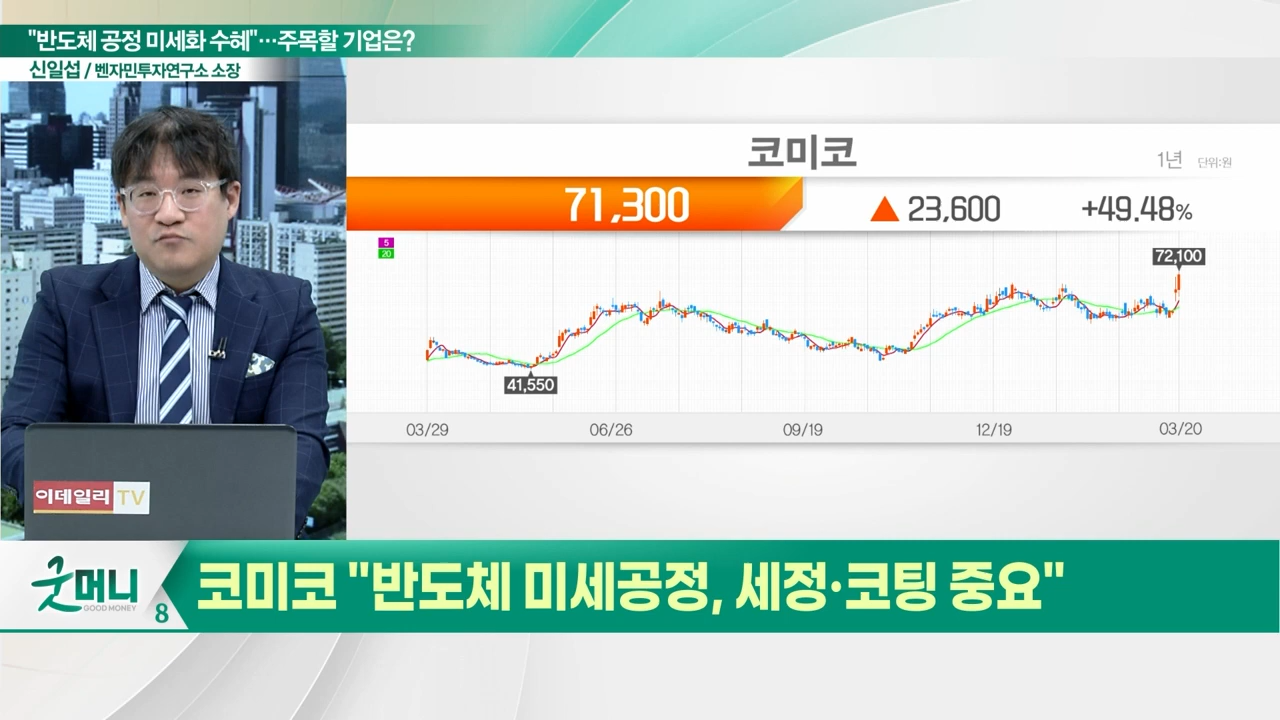 "반도체 공정 미세화 수혜"…주목할 기업은?
신일섭 / 벤자민투자연구소 소장
코미코
1년 단위:원
71,300 ▲ 23,600 +49.48%
5
20
72,100
41,550
03/29 06/26 09/19 12/19 03/20
이데일리 TV
굿머니
GOOD MONEY
8
코미코 "반도체 미세공정, 세정·코팅 중요"